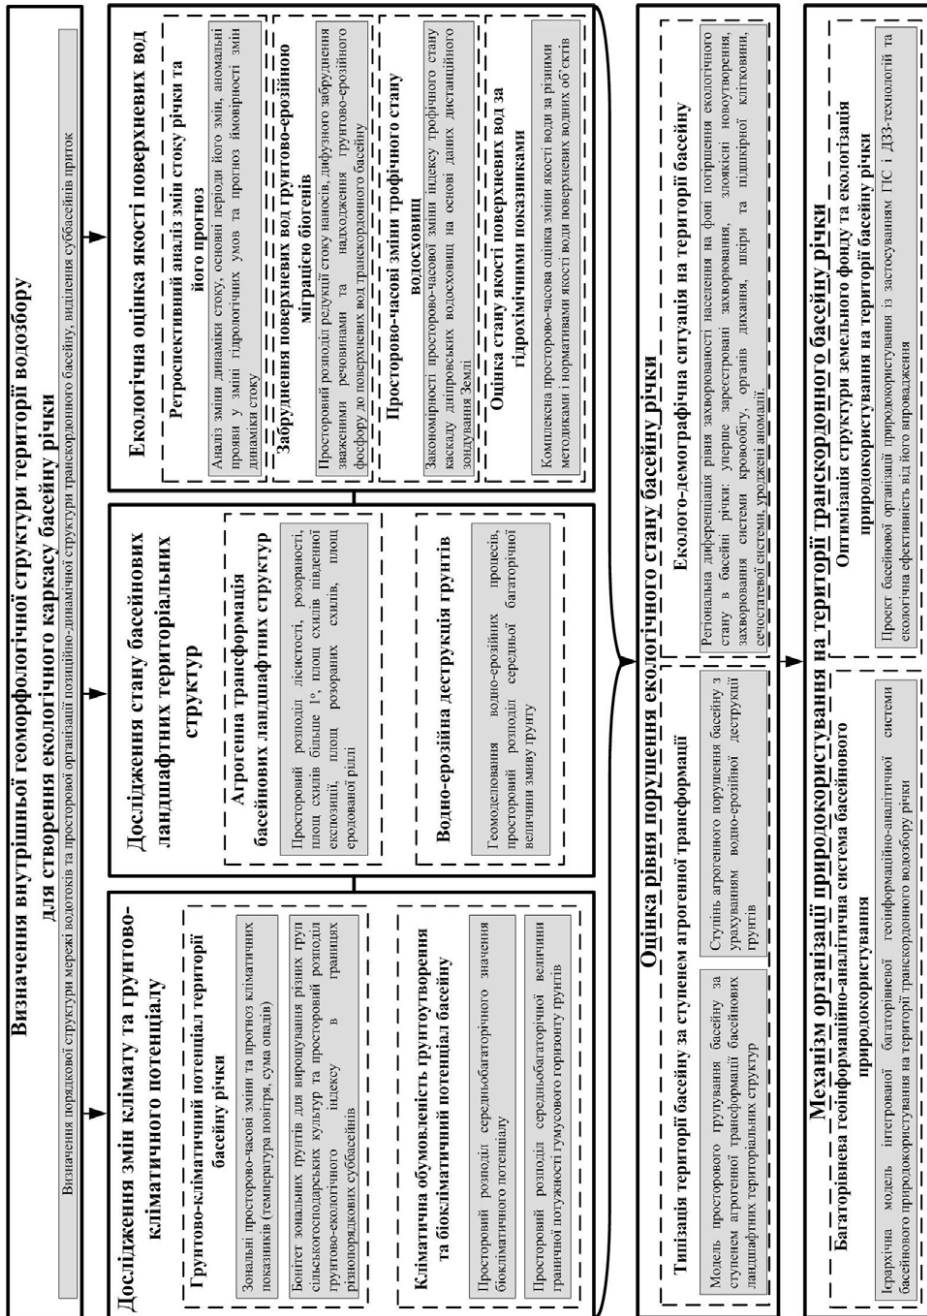 Визначення внутрішньої геоморфологічної структури території водозбору
для створення екологічного каркасу басейну річки
Визначення порядкової структури мережі водотоків та просторової організації позиційно-динамічної структури транскордонного басейну, виділення суббасейнів приток
Дослідження змін клімату та ґрунтово-
кліматичного потенціалу
Ґрунтово-кліматичний потенціал території
басейну річки
Зональні просторово-часові зміни та прогноз кліматичних
показників (температура повітря, сума опадів)
Бонітет зональних ґрунтів для вирощування різних груп
сільськогосподарських культур та просторовий розподіл
ґрунтово-екологічного індексу в границях
різнопорядкових суббасейнів
Кліматична обумовленість ґрунтоутворення
та біокліматичний потенціал басейну
Просторовий розподіл середньобагаторічного значення
біокліматичного потенціалу
Просторовий розподіл середньобагаторічної величини
граничної потужності гумусового горизонту ґрунтів
Дослідження стану басейнових
ландшафтних територіальних
структур
Агрогенна трансформація
басейнових ландшафтних структур
Просторовий розподіл лісистості, розораності,
площ схилів більше 1°, площ схилів південної
експозиції, площ розораних схилів, площ
еродованої ріллі
Водно-ерозійна деструкція ґрунтів
Геомоделювання водно-ерозійних процесів,
просторовий розподіл середньої багаторічної
величини змиву ґрунту
Екологічна оцінка якості поверхневих вод
Ретроспективний аналіз змін стоку річки та
його прогноз
Аналіз зміни динаміки стоку, основні періоди його змін, аномальні
прояви у зміні гідрологічних умов та прогноз ймовірності змін
динаміки стоку
Забруднення поверхневих вод ґрунтово-ерозійною
міграцією біогенів
Просторовий розподіл редукції стоку наносів, дифузного забруднення
зваженими речовинами та надходження ґрунтово-ерозійного
фосфору до поверхневих вод транскордонного басейну
Просторово-часові зміни трофічного стану
водосховищ
Закономірності просторово-часової зміни індексу трофічного стану
каскаду дніпровських водосховищ на основі даних дистанційного
зондування Землі
Оцінка стану якості поверхневих вод за
гідрохімічними показниками
Комплексна просторово-часова оцінка зміни якості води за різними
методиками і нормативами якості води поверхневих водних об'єктів
Оцінка рівня порушення екологічного стану басейну річки
Типізація території басейну за ступенем агрогенної трансформації
Модель просторового групування басейну за
ступенем агрогенної трансформації басейнових
ландшафтних територіальних структур
Ступінь агрогенного порушення басейну з
урахуванням водно-ерозійної деструкції
ґрунтів
Еколого-демографічна ситуація на території басейну
Регіональна диференціація рівня захворюваності населення на фоні погіршення екологічного
стану в басейні річки: уперше зареєстровані захворювання, злоякісні новоутворення,
захворювання системи кровообігу, органів дихання, шкіри та підшкірної клітковини,
сечостатевої системи, уроджені аномалії.
Механізм організації природокористування на території транскордонного басейну річки
Багаторівнева геоінформаційно-аналітична система басейнового
природокористування
Ієрархічна модель інтегрованої багаторівневої геоінформаційно-аналітичної системи
басейнового природокористування на території транскордонного водозбору річки
Оптимізація структури земельного фонду та екологізація
природокористування на території басейну річки
Проект басейнової організації природокористування із застосуванням ГІС і ДЗЗ-технологій та
екологічна ефективність від його впровадження